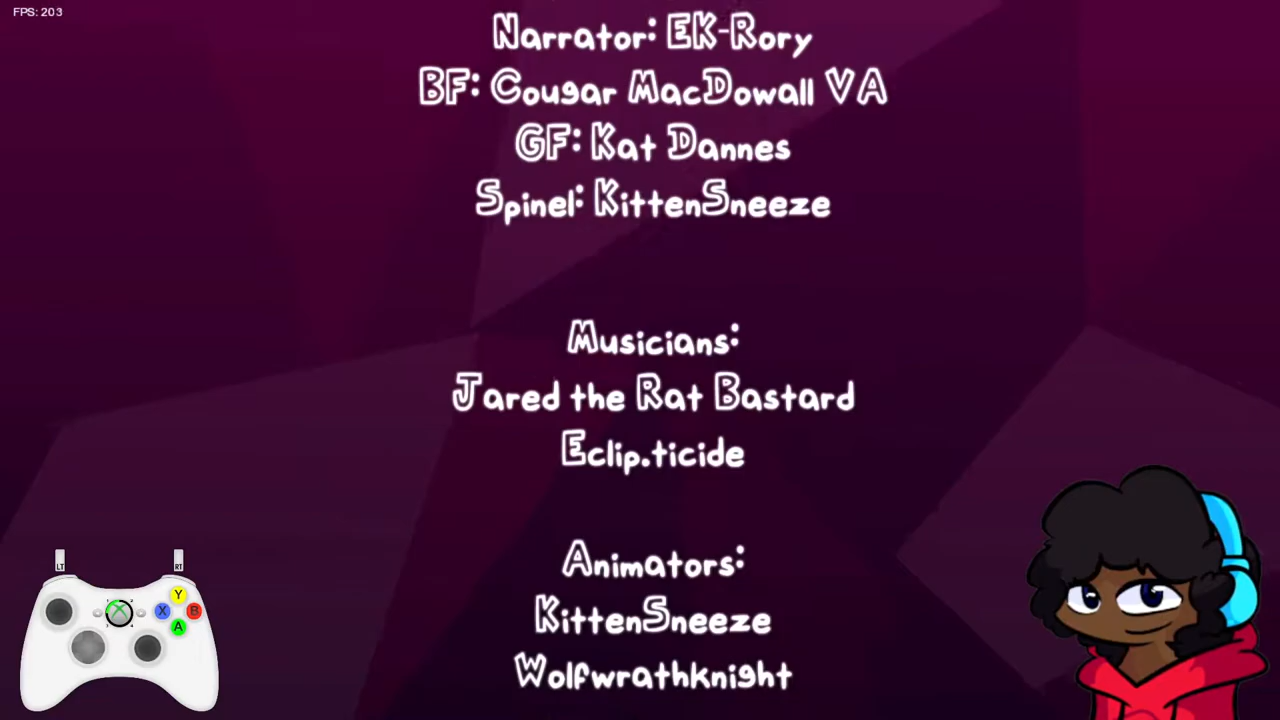 FPS: 203
Narrator: EK-Rory
BF: Cougar MacDowall VA
GF: Kat Dannes
Spinel: KittenSneeze
Musicians:
Jared the Rat Bastard
Eclip.ticide
Animators:
KittenSneeze
Wolfwrathknight
LT
RT
Y
X
B
A